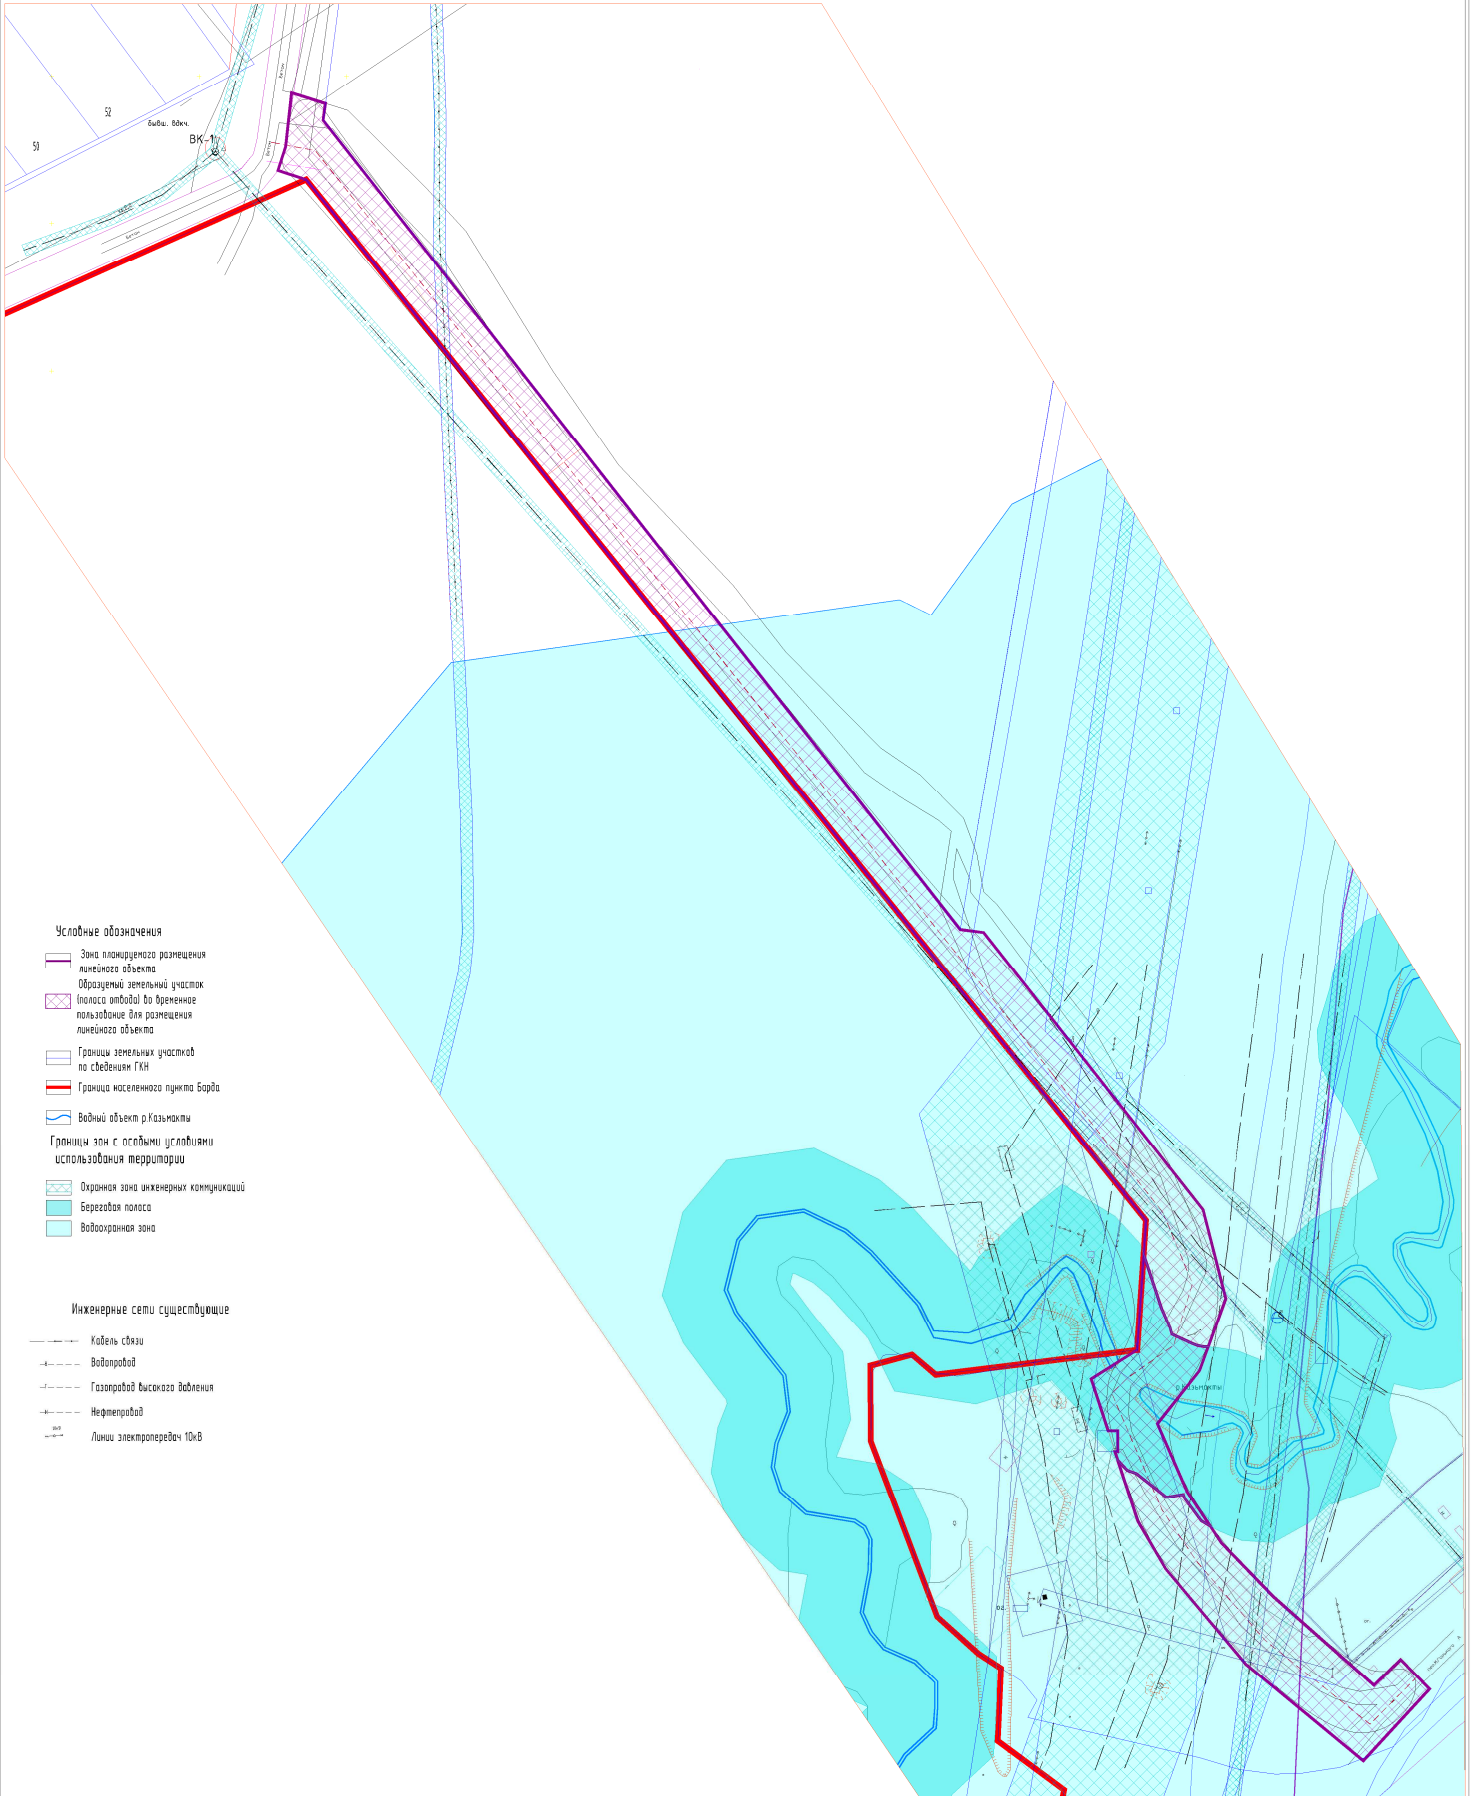 52
50
бывш. вдкч.
ВК-1
бетон
бетон
бетон
Условные обозначения
Зона планируемого размещения
линейного объекта
Образуемый земельный участок
(полоса отвода) во временное
пользование для размещения
линейного объекта
Границы земельных участков
по сведениям ГКН
Граница населенного пункта Барда
Водный объект р.Казьмакты
Границы зон с особыми условиями
использования территории
Охранная зона инженерных коммуникаций
Береговая полоса
Водоохранная зона
Инженерные сети существующие
Кабель связи
Водопровод
Газопровод высокого давления
Нефтепровод
Линии электропередач 10кВ
р.Казьмакты